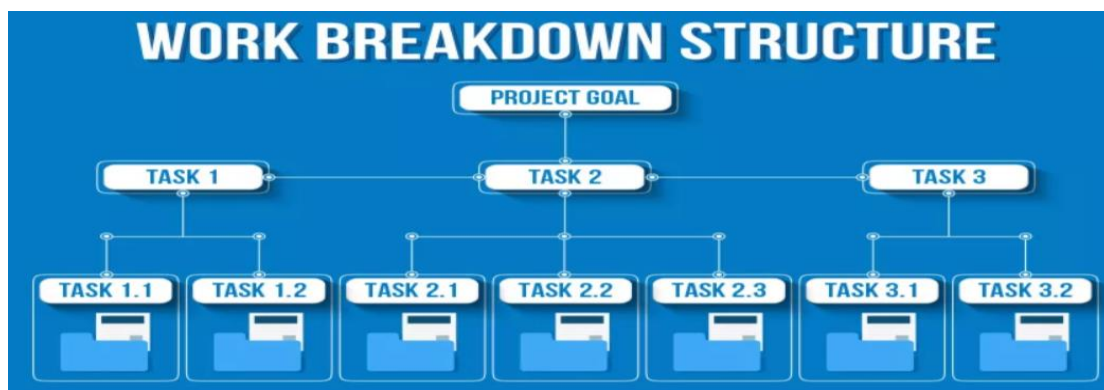 WORK BREAKDOWN STRUCTURE
PROJECT GOAL
TASK 1
TASK 2
TASK 3
TASK 1.1
TASK 1.2
TASK 2.1
TASK 2.2
TASK 2.3
TASK 3.1
TASK 3.2